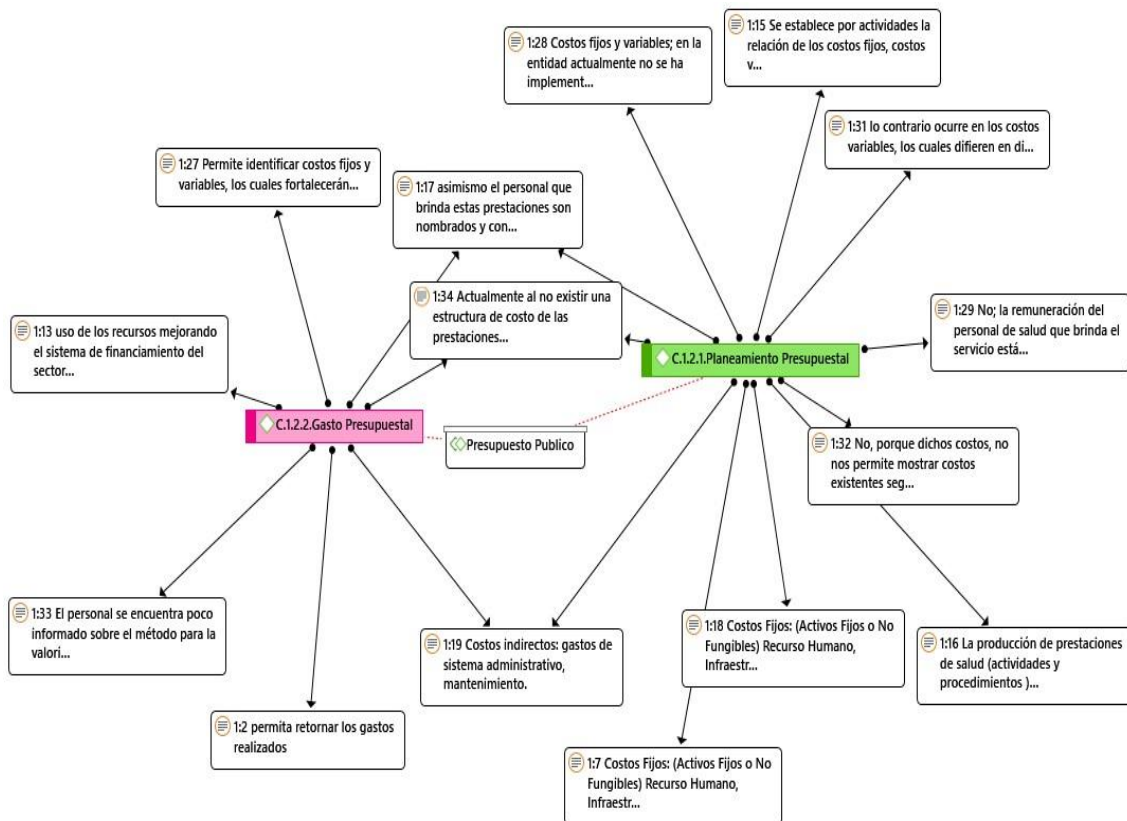 1:28 Costos fijos y variables; en la
entidad actualmente no se ha
implement...
1:15 Se establece por actividades la
relación de los costos fijos, costos
v...
1:31 lo contrario ocurre en los costos
variables, los cuales difieren en di...
1:27 Permite identificar costos fijos y
variables, los cuales fortalecerán...
1:17 asimismo el personal que
brinda estas prestaciones son
nombrados y con...
1:34 Actualmente al no existir una
estructura de costo de las
prestaciones...
1:29 No; la remuneración del
personal de salud que brinda el
servicio está...
1:13 uso de los recursos mejorando
el sistema de financiamiento del
sector...
C.1.2.1.Planeamiento Presupuestal
C.1.2.2.Gasto Presupuestal
Presupuesto Publico
1:32 No, porque dichos costos, no
nos permite mostrar costos
existentes seg...
1:33 El personal se encuentra poco
informado sobre el método para la
valori...
1:19 Costos indirectos: gastos de
sistema administrativo,
mantenimiento.
1:18 Costos Fijos: (Activos Fijos o No
Fungibles) Recurso Humano,
Infraestr...
1:16 La producción de prestaciones
de salud (actividades y
procedimientos )...
1:2 permita retornar los gastos
realizados
1:7 Costos Fijos: (Activos Fijos o No
Fungibles) Recurso Humano,
Infraestr...